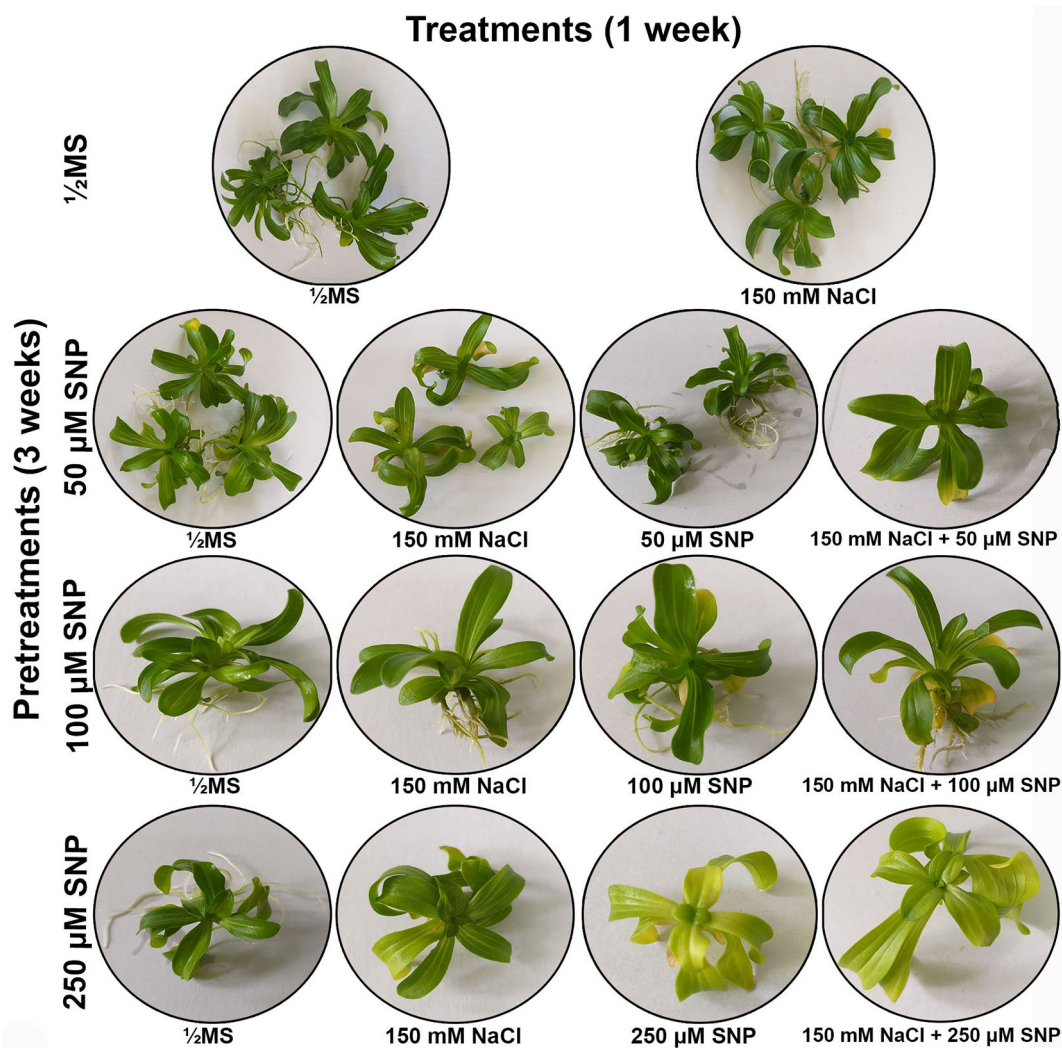 Treatments (1 week)
Pretreatments (3 weeks)
½MS
½MS
150 mM NaCl
50 µM SNP
½MS
150 mM NaCl
50 µM SNP
150 mM NaCl + 50 µM SNP
100 µM SNP
½MS
150 mM NaCl
100 µM SNP
150 mM NaCl + 100 µM SNP
250 µM SNP
½MS
150 mM NaCl
250 µM SNP
150 mM NaCl + 250 µM SNP